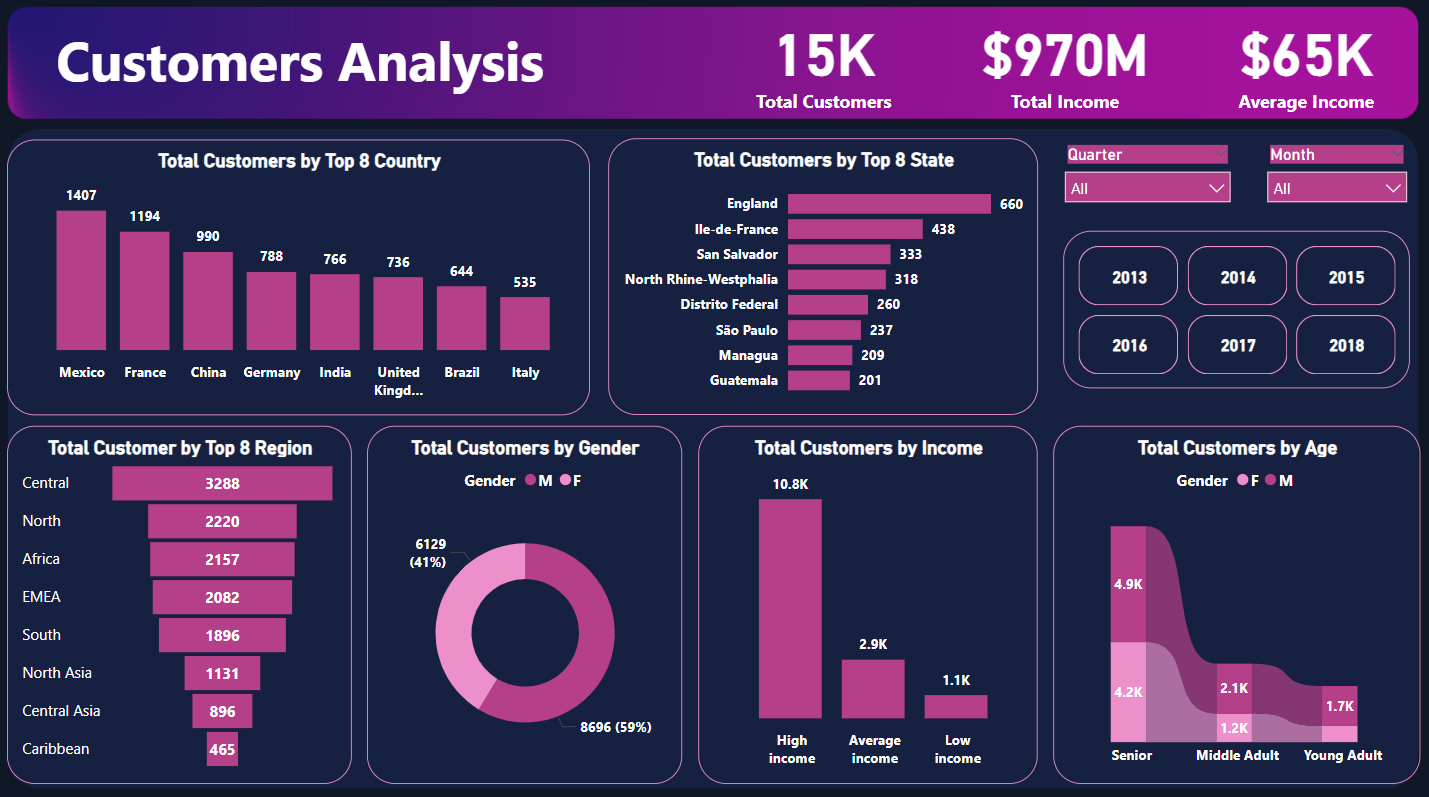 Customers Analysis
15K
Total Customers
$970M
Total Income
$65K
Average Income
Total Customers by Top 8 Country
1407
1194
990
788
766
736
644
535
Mexico
France
China
Germany
India
United
Kingd...
Brazil
Italy
Total Customers by Top 8 State
England 660
Ile-de-France 438
San Salvador 333
North Rhine-Westphalia 318
Distrito Federal 260
São Paulo 237
Managua 209
Guatemala 201
Quarter
All
Month
All
2013 2014 2015
2016 2017 2018
Total Customer by Top 8 Region
Central 3288
North 2220
Africa 2157
EMEA 2082
South 1896
North Asia 1131
Central Asia 896
Caribbean 465
Total Customers by Gender
Gender M F
6129
(41%)
8696 (59%)
Total Customers by Income
10.8K
2.9K
1.1K
High
income
Average
income
Low
income
Total Customers by Age
Gender F M
4.9K
4.2K
2.1K
1.2K
1.7K
Senior Middle Adult Young Adult